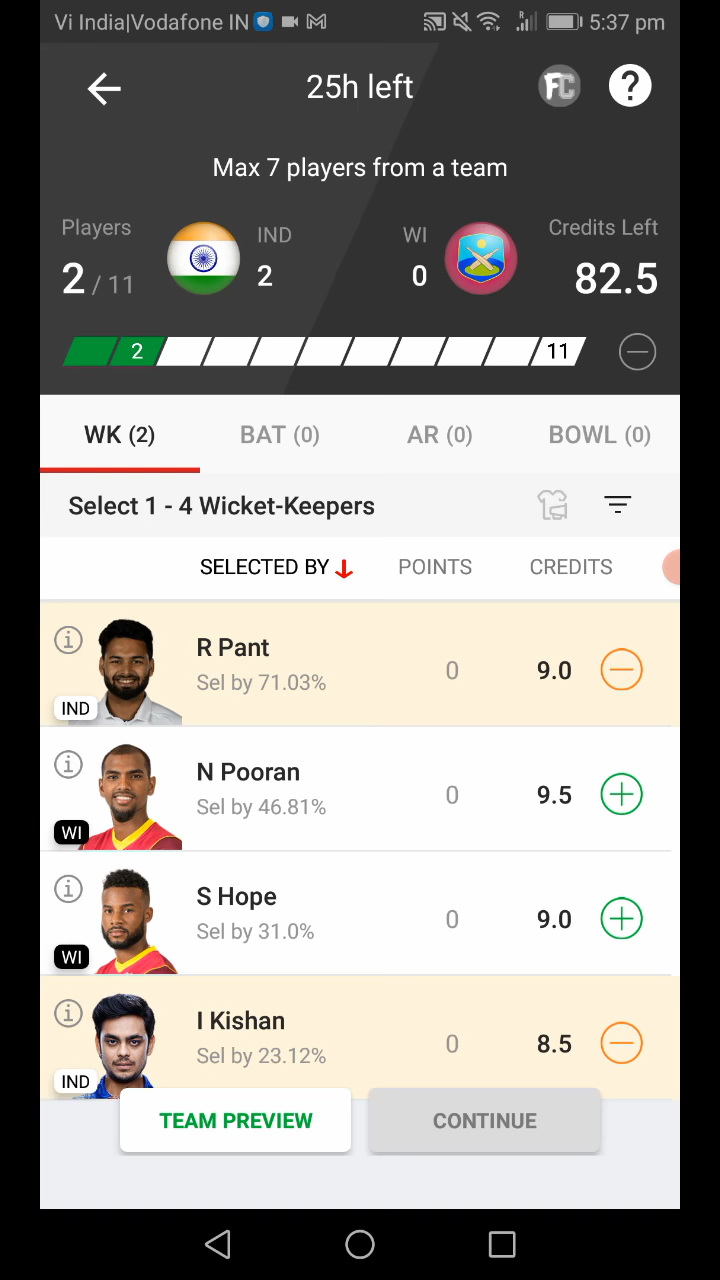 Vi India|Vodafone IN 5:37 pm
25h left FC ?
Max 7 players from a team
Players IND WI Credits Left
2 / 11 2 0 82.5
2 11
WK (2) BAT (0) AR (0) BOWL (0)
Select 1 - 4 Wicket-Keepers
SELECTED BY POINTS CREDITS
R Pant
Sel by 71.03% 0 9.0
IND
N Pooran
Sel by 46.81% 0 9.5
WI
S Hope
Sel by 31.0% 0 9.0
WI
I Kishan
Sel by 23.12% 0 8.5
IND
TEAM PREVIEW CONTINUE